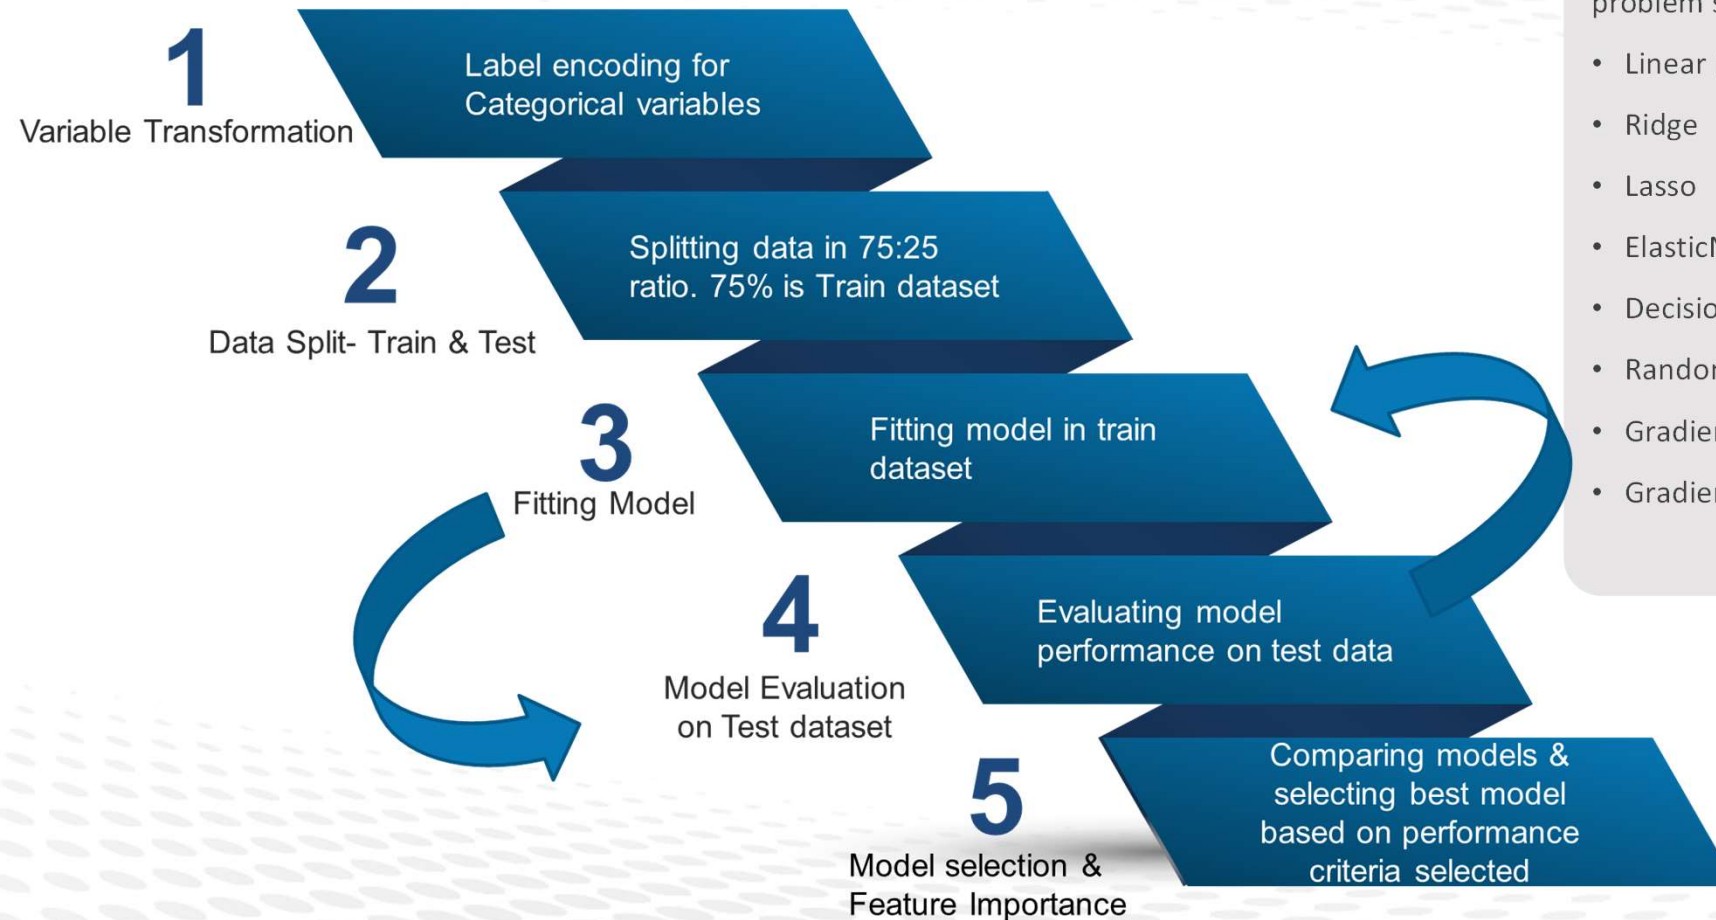 1
Variable Transformation
Label encoding for
Categorical variables
2
Data Split- Train & Test
Splitting data in 75:25
ratio. 75% is Train dataset
3
Fitting Model
Fitting model in train
dataset
4
Model Evaluation
on Test dataset
Evaluating model
performance on test data
5
Model selection &
Feature Importance
Comparing models &
selecting best model
based on performance
criteria selected
problem
• Linear
• Ridge
• Lasso